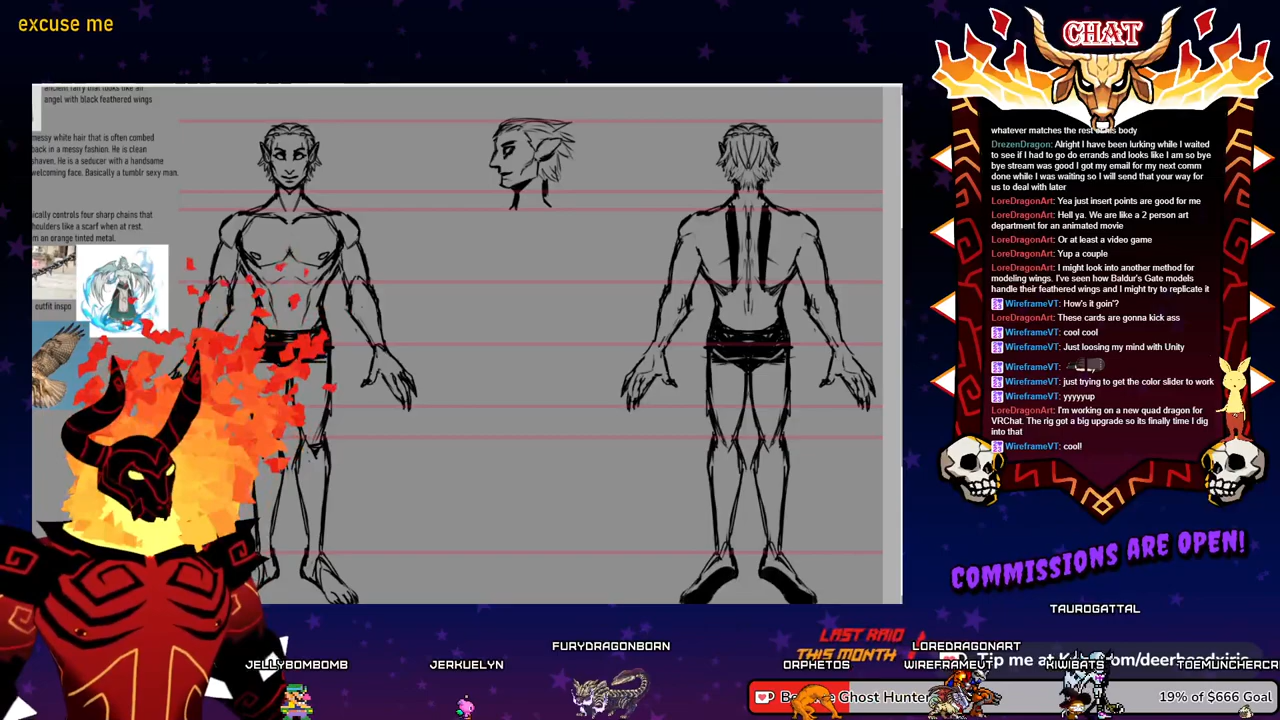 excuse me
ancient fairy that looks like an
angel with black feathered wings
messy white hair that is often combed
back in a messy fashion. He is clean
shaven. He is a seducer with a handsome
welcoming face. Basically a tumblr sexy man.
ically controls four sharp chains that
shoulders like a scarf when at rest.
m an orange tinted metal.
outfit inspo
CHAT
whatever matches the rest of his body
DrezenDragon: Alright I have been lurking while I waited
to see if I had to go do errands and looks like I am so bye
bye stream was good I got my email for my next comm
done while I was waiting so I will send that your way for
us to deal with later
LoreDragonArt: Yea just insert points are good for me
LoreDragonArt: Hell ya. We are like a 2 person art
department for an animated movie
LoreDragonArt: Or at least a video game
LoreDragonArt: Yup a couple
LoreDragonArt: I might look into another method for
modeling wings. I've seen how Baldur's Gate models
handle their feathered wings and I might try to replicate it
WireframeVT: How's it goin'?
LoreDragonArt: These cards are gonna kick ass
WireframeVT: cool cool
WireframeVT: Just loosing my mind with Unity
WireframeVT:
WireframeVT: just trying to get the color slider to work
WireframeVT: yyyyyup
LoreDragonArt: I'm working on a new quad dragon for
VRChat. The rig got a big upgrade so its finally time I dig
into that
WireframeVT: cool!
COMMISSIONS ARE OPEN!
TAUROGATTAL
LAST RAID
THIS MONTH
FURYDRAGONBORN
LOREDRAGONART
JELLYBOMBOMB
JERKUELYN
ORPHETOS
WIREFRAMEVT
KIWIBATS
TOEMUNCHERCA
Tip me at
com/deerheadvirie
Ghost Hunter
19% of $666 Goal